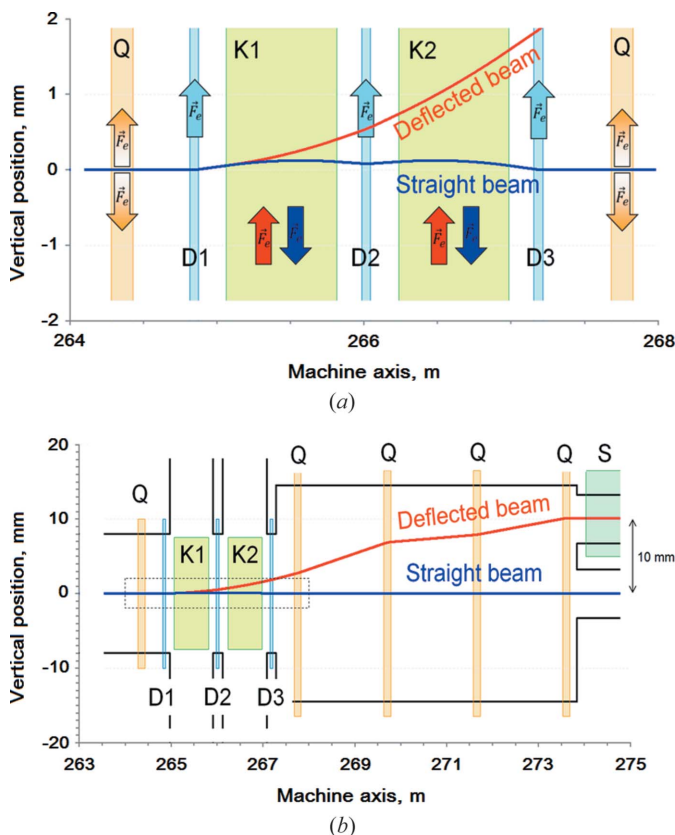 2
Q
K1
K2
Q
Vertical position, mm
1
F⃗e F⃗e F⃗e F⃗e F⃗e
Deflected beam
0
Straight beam
F⃗e F⃗e F⃗e F⃗e F⃗e F⃗e
-1
D1 D2 D3
-2
264 266 268
Machine axis, m
(a)
20
Q Q Q Q S
Vertical position, mm
Q
10
Deflected beam
K1 K2
10 mm
Straight beam
0
-10
D1 D2 D3
-20
263 265 267 269 271 273 275
Machine axis, m
(b)